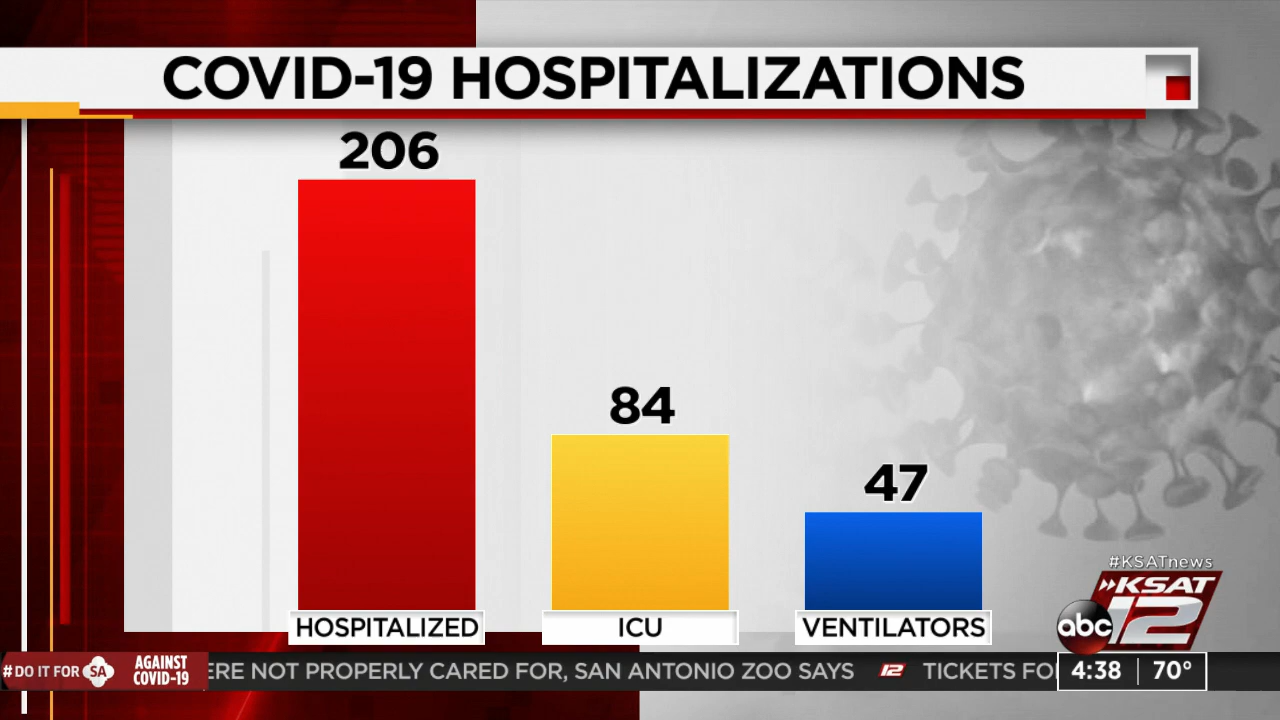 COVID-19 HOSPITALIZATIONS
206
84
47
HOSPITALIZED
ICU
VENTILATORS
#KSATnews
KSAT
abc 12
#DO IT FOR SA
AGAINST
COVID-19
ERE NOT PROPERLY CARED FOR, SAN ANTONIO ZOO SAYS 12 TICKETS FO
4:38 70°